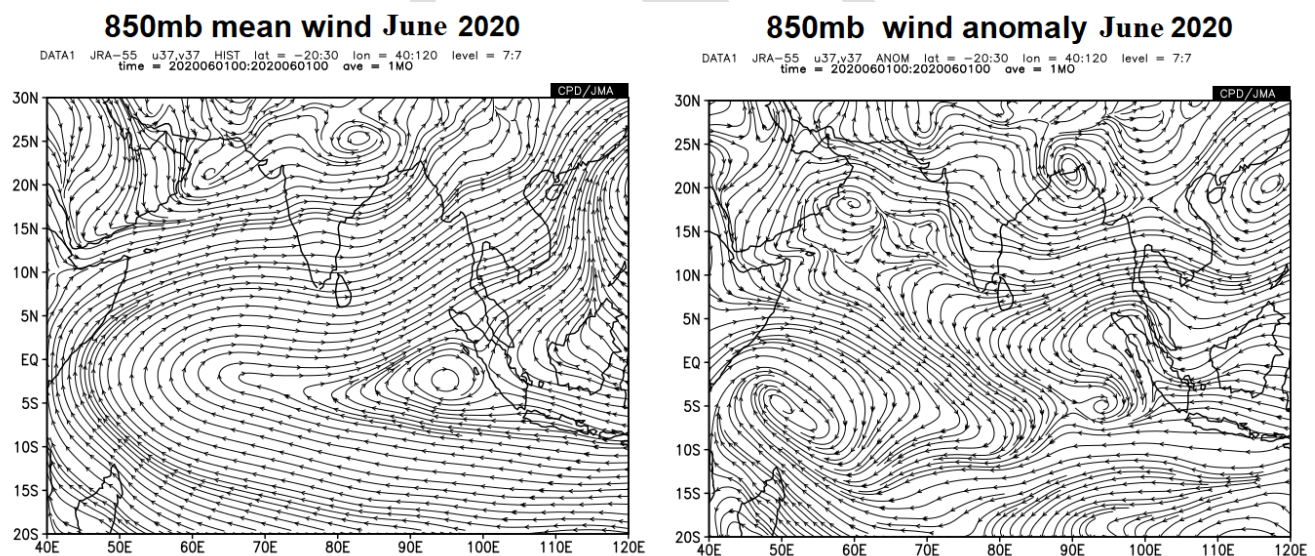 850mb mean wind June 2020
DATA1 JRA-55 u37,v37 HIST lat = -20:30 lon = 40:120 level = 7:7
time = 2020060100:2020060100 ave = 1MO
CPD/JMA
30N
25N
20N
15N
10N
5N
EQ
5S
10S
15S
20S
40E 50E 60E 70E 80E 90E 100E 110E 120E
850mb wind anomaly June 2020
DATA1 JRA-55 u37,v37 ANOM lat = -20:30 lon = 40:120 level = 7:7
time = 2020060100:2020060100 ave = 1MO
CPD/JMA
30N
25N
20N
15N
10N
5N
EQ
5S
10S
15S
20S
40E 50E 60E 70E 80E 90E 100E 110E 120E